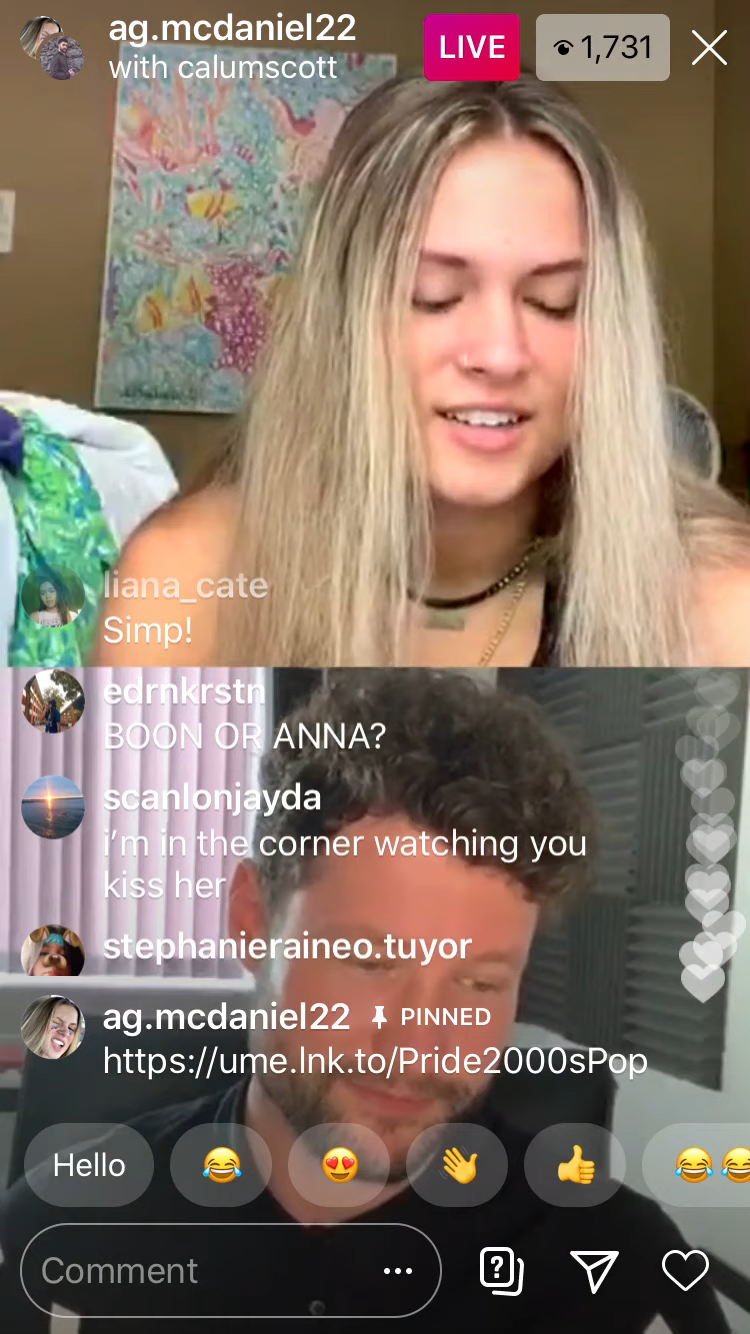 ag.mcdaniel22
with calumscott
LIVE
1,731
liana_cate
Simp!
edrnkrstn
BOON OR ANNA?
scanlonjayda
i'm in the corner watching you
kiss her
stephanieraineo.tuyor
ag.mcdaniel22 PINNED
https://ume.lnk.to/Pride2000sPop
Hello 😂 😍 👋 👍 😂😂
Comment